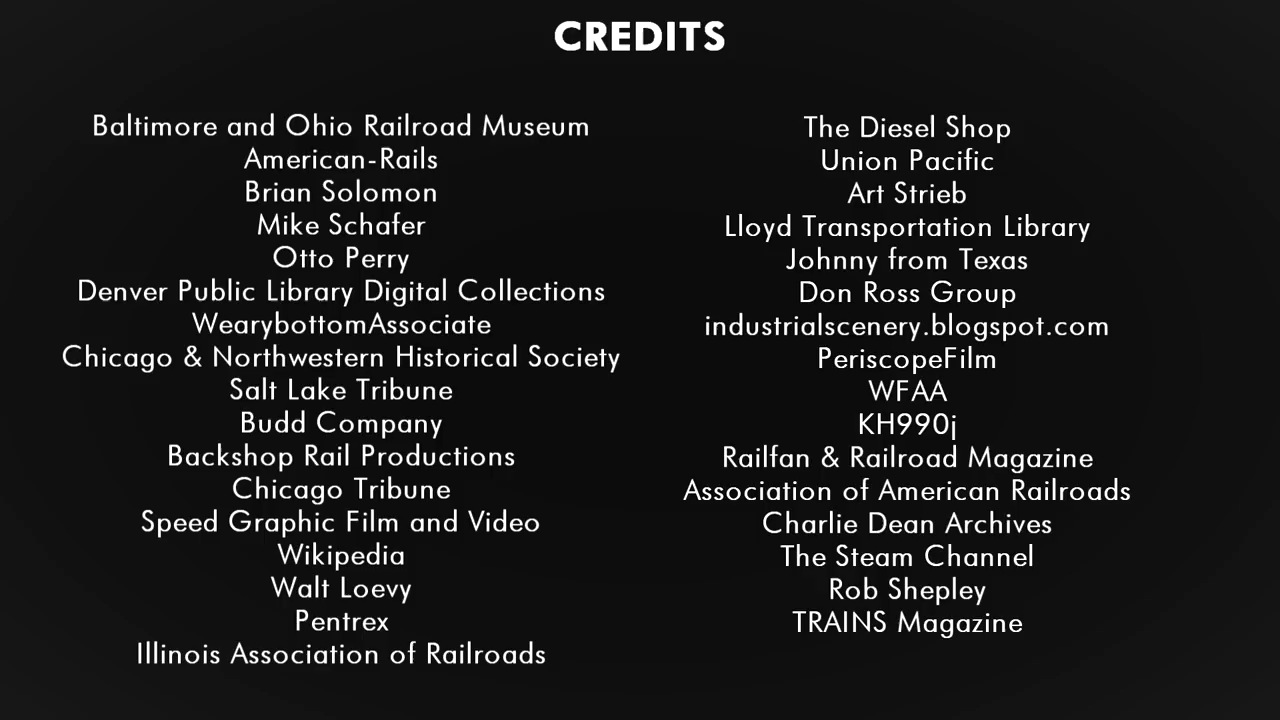 CREDITS
Baltimore and Ohio Railroad Museum
American-Rails
Brian Solomon
Mike Schafer
Otto Perry
Denver Public Library Digital Collections
WearybottomAssociate
Chicago & Northwestern Historical Society
Salt Lake Tribune
Budd Company
Backshop Rail Productions
Chicago Tribune
Speed Graphic Film and Video
Wikipedia
Walt Loevy
Pentrex
Illinois Association of Railroads
The Diesel Shop
Union Pacific
Art Strieb
Lloyd Transportation Library
Johnny from Texas
Don Ross Group
industrialscenery.blogspot.com
PeriscopeFilm
WFAA
KH990j
Railfan & Railroad Magazine
Association of American Railroads
Charlie Dean Archives
The Steam Channel
Rob Shepley
TRAINS Magazine